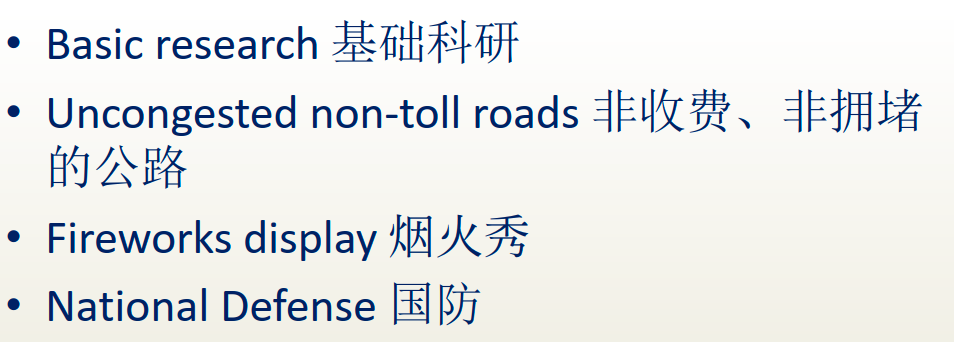 • Basic research 基础科研
• Uncongested non-toll roads 非收费、非拥堵
的公路
• Fireworks display 烟火秀
• National Defense 国防